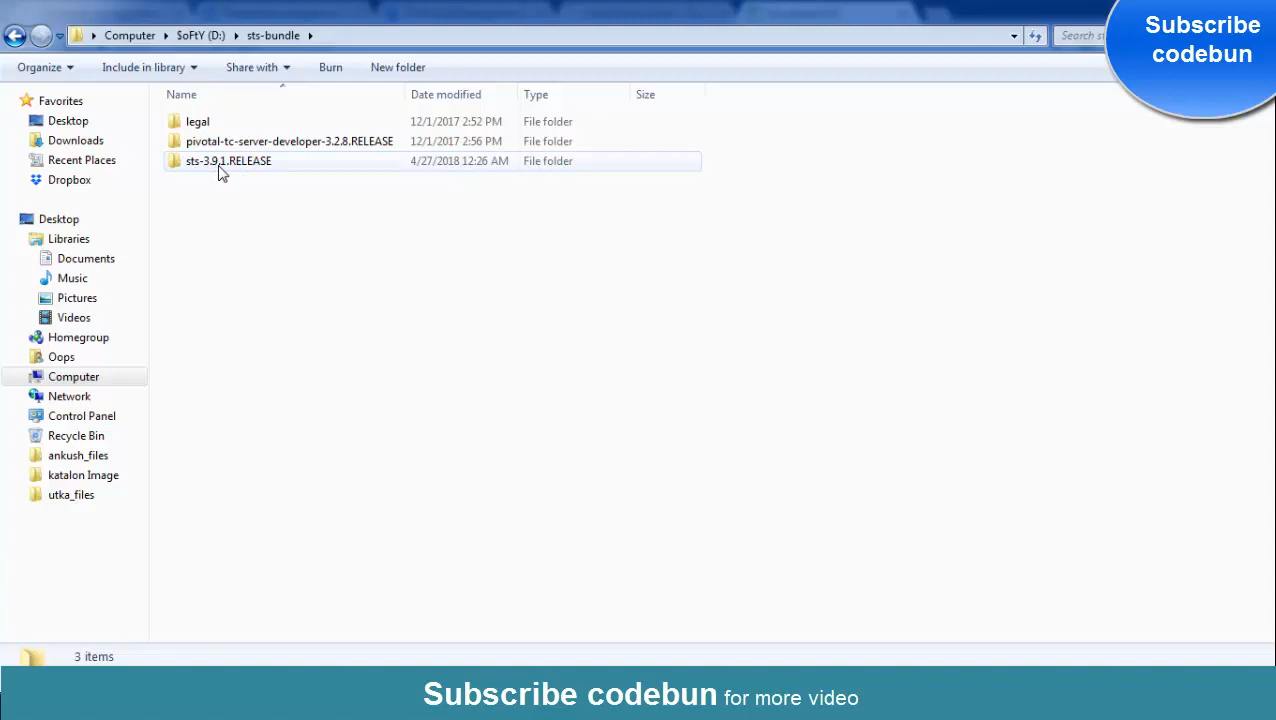 Computer
SoFtY (D:)
sts-bundle
Subscribe
codebun
Organize
Include in library
Share with
Burn
New folder
Name
Date modified
Type
Size
Favorites
Desktop
Downloads
Recent Places
Dropbox
legal
12/1/2017 2:52 PM
File folder
pivotal-tc-server-developer-3.2.8.RELEASE
12/1/2017 2:56 PM
File folder
sts-3.9.1.RELEASE
4/27/2018 12:26 AM
File folder
Desktop
Libraries
Documents
Music
Pictures
Videos
Homegroup
Oops
Computer
Network
Control Panel
Recycle Bin
ankush_files
katalon Image
utka_files
3 items
Subscribe codebun for more video